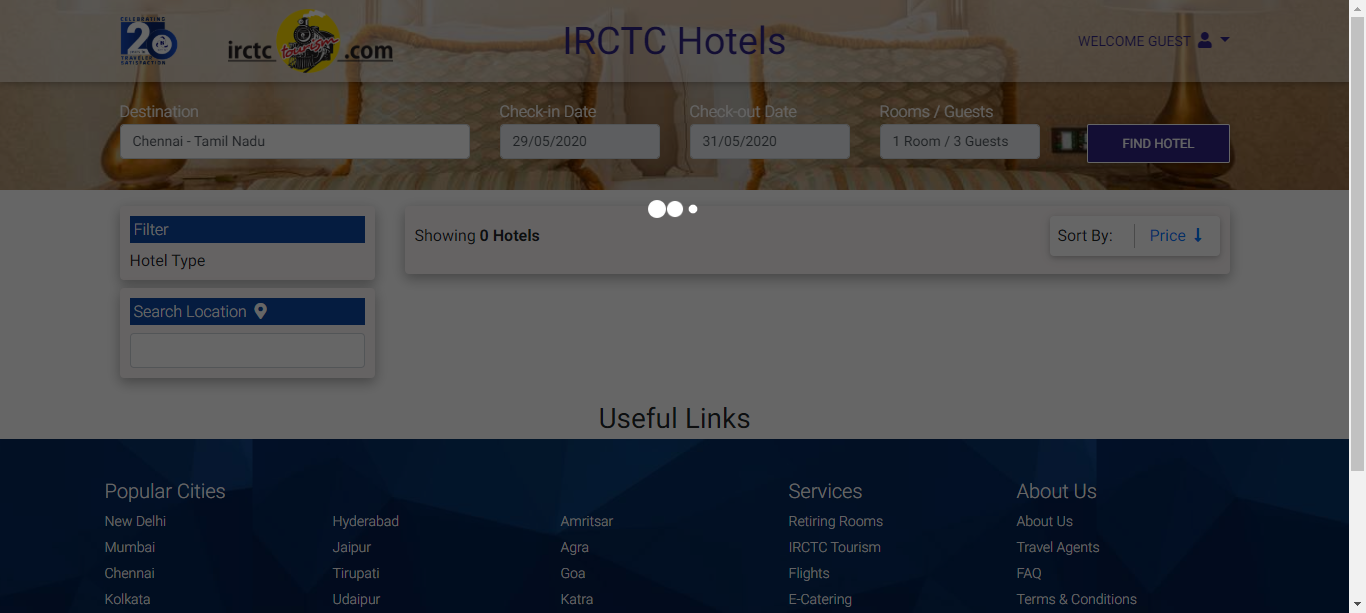 CELEBRATING
20
TRAVELER
SATISFACTION
irctc tourism .com
IRCTC Hotels
WELCOME GUEST
Destination
Check-in Date
Check-out Date
Rooms / Guests
Chennai - Tamil Nadu
29/05/2020
31/05/2020
1 Room / 3 Guests
FIND HOTEL
Filter
Hotel Type
Search Location
Showing 0 Hotels
Sort By:
Price
Useful Links
Popular Cities
New Delhi
Mumbai
Chennai
Kolkata
Hyderabad
Jaipur
Tirupati
Udaipur
Amritsar
Agra
Goa
Katra
Services
Retiring Rooms
IRCTC Tourism
Flights
E-Catering
About Us
About Us
Travel Agents
FAQ
Terms & Conditions